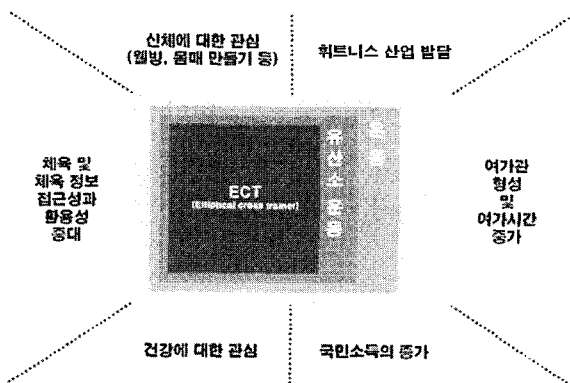 신체에 대한 관심
(웰빙, 몸매 만들기 등)
휘트니스 산업 발달
체육 및
체육 정보
접근성과
활용성
증대
ECT
(Elliptical cross trainer)
유산소 운동
운동
여가관
형성
및
여가시간
증가
건강에 대한 관심
국민소득의 증가